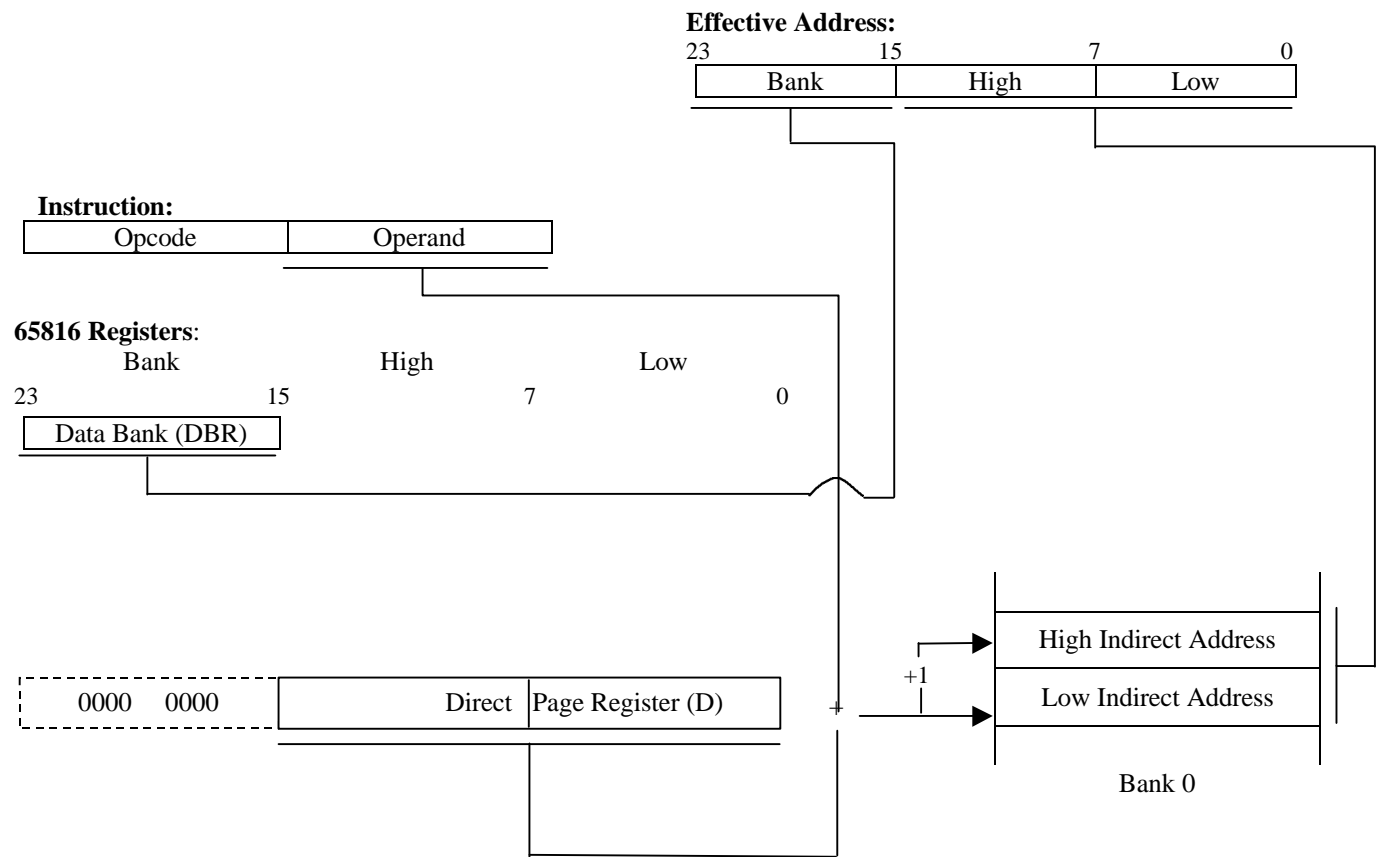 Effective Address:
23 15 7 0
Bank High Low
Instruction:
Opcode Operand
65816 Registers:
Bank High Low
23 15 7 0
Data Bank (DBR)
High Indirect Address
+1
0000 0000 Direct Page Register (D) + Low Indirect Address
Bank 0